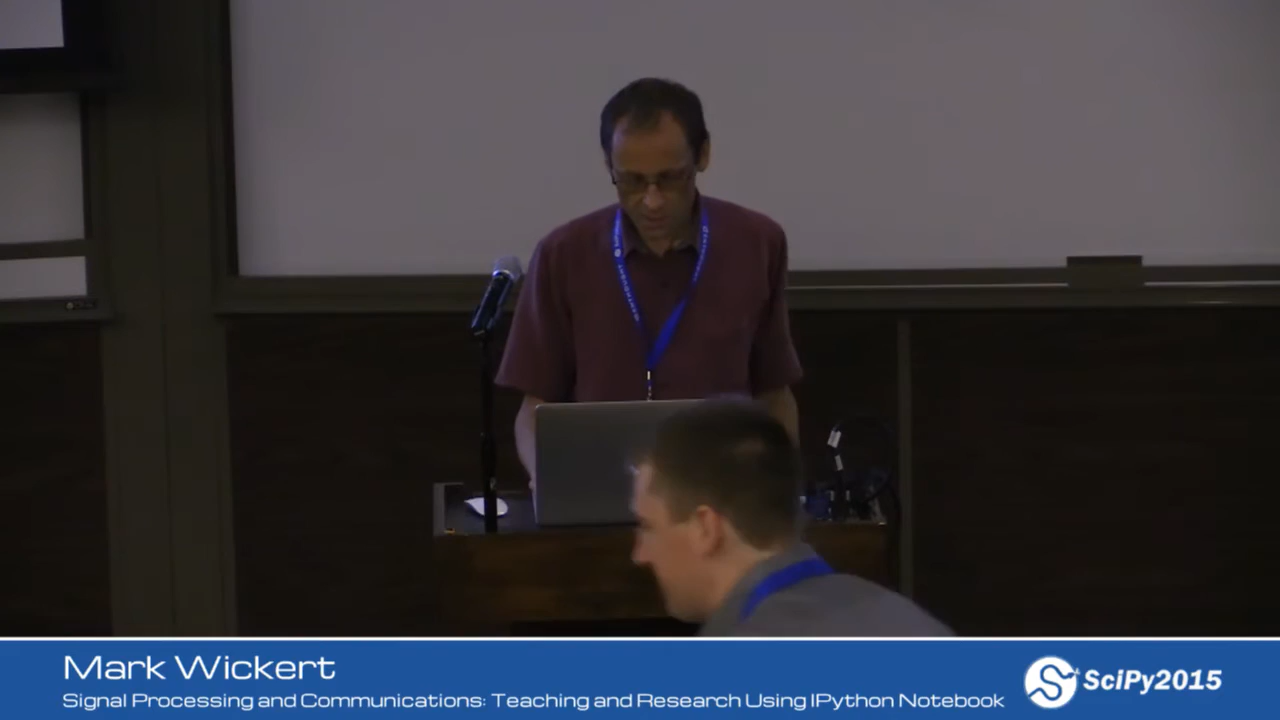 Mark Wickert
Signal Processing and Communications: Teaching and Research Using IPython Notebook
SciPy2015